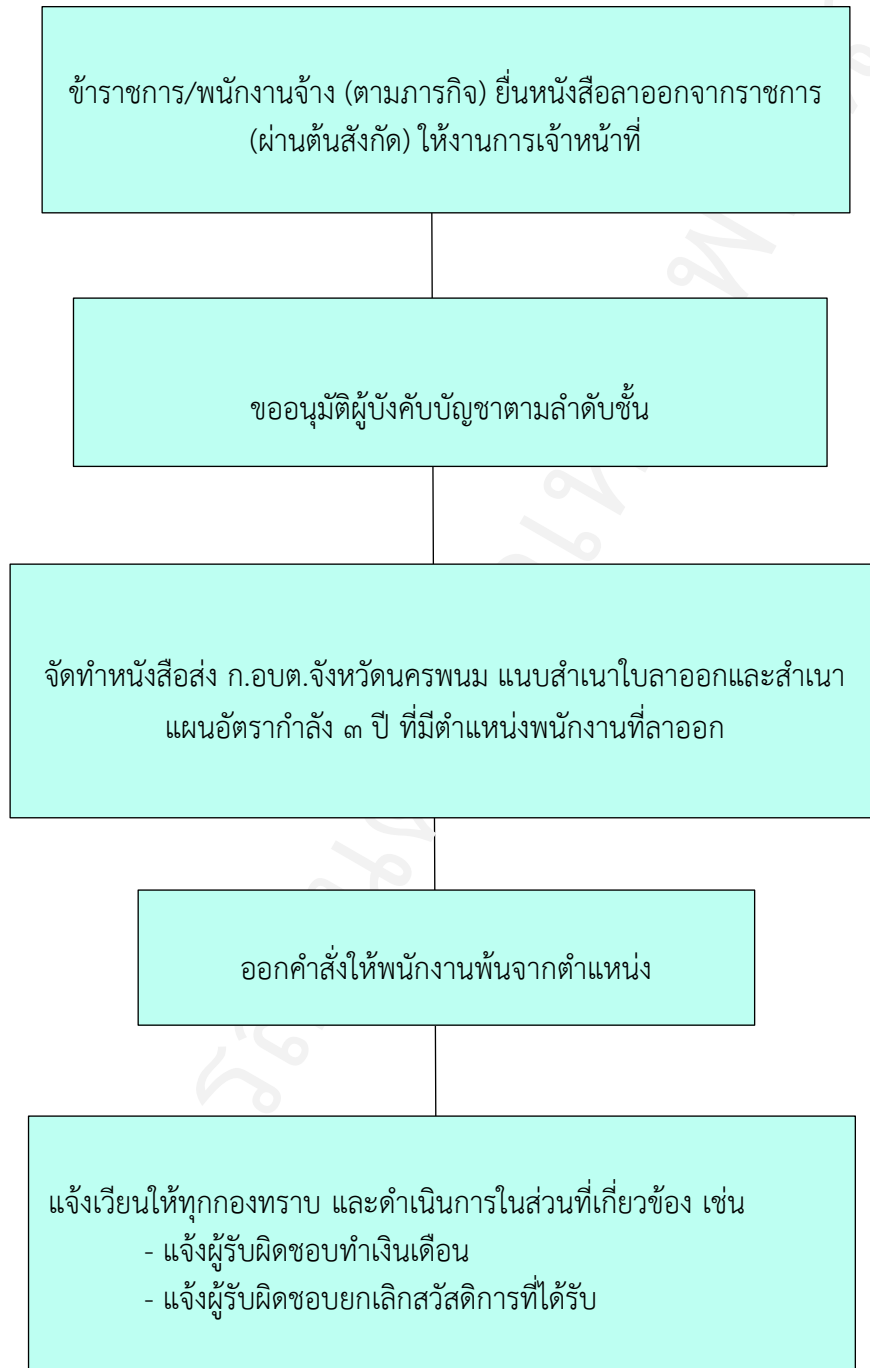 ข้าราชการ/พนักงานจ้าง (ตามภารกิจ) ยื่นหนังสือลาออกจากราชการ
(ผ่านต้นสังกัด) ให้งานการเจ้าหน้าที่
ขออนุมัติผู้บังคับบัญชาตามลำดับชั้น
จัดทำหนังสือส่ง ก.อบต.จังหวัดนครพนม แนบสำเนาใบลาออกและสำเนา
แผนอัตรากำลัง ๓ ปี ที่มีตำแหน่งพนักงานที่ลาออก
ออกคำสั่งให้พนักงานพ้นจากตำแหน่ง
แจ้งเวียนให้ทุกกองทราบ และดำเนินการในส่วนที่เกี่ยวข้อง เช่น
- แจ้งผู้รับผิดชอบทำเงินเดือน
- แจ้งผู้รับผิดชอบยกเลิกสวัสดิการที่ได้รับ